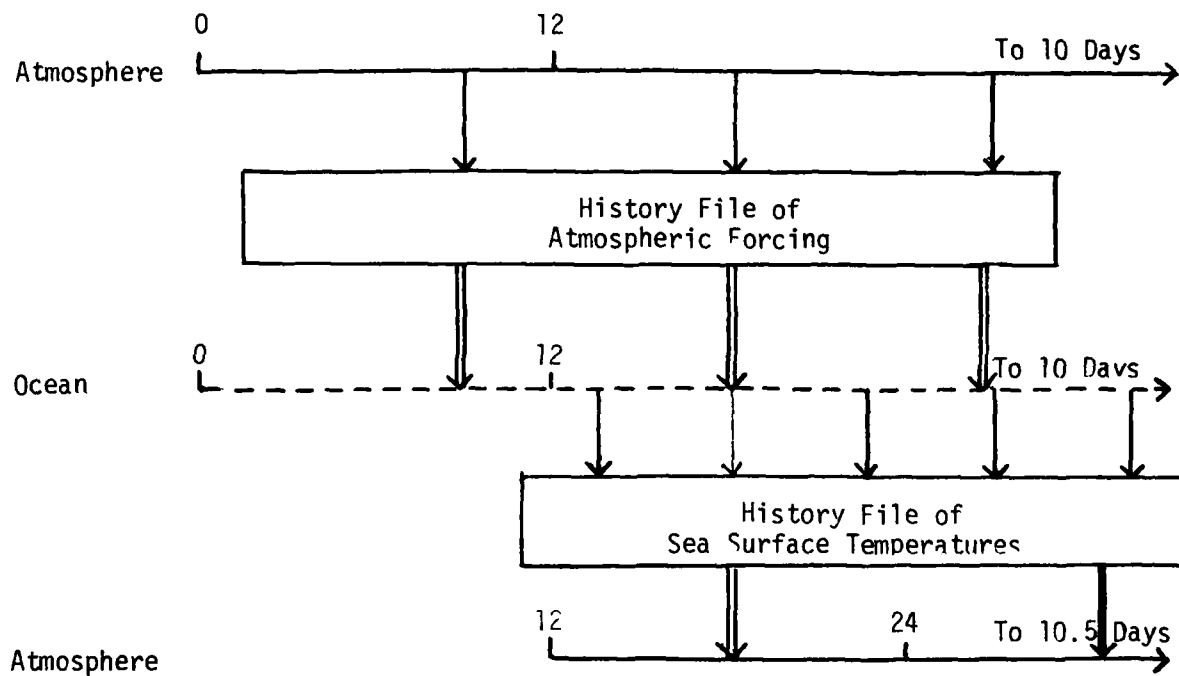 0
12
To 10 Days
Atmosphere
History File of
Atmospheric Forcing
0
12
To 10 Days
Ocean
History File of
Sea Surface Temperatures
12
24
To 10.5 Days
Atmosphere